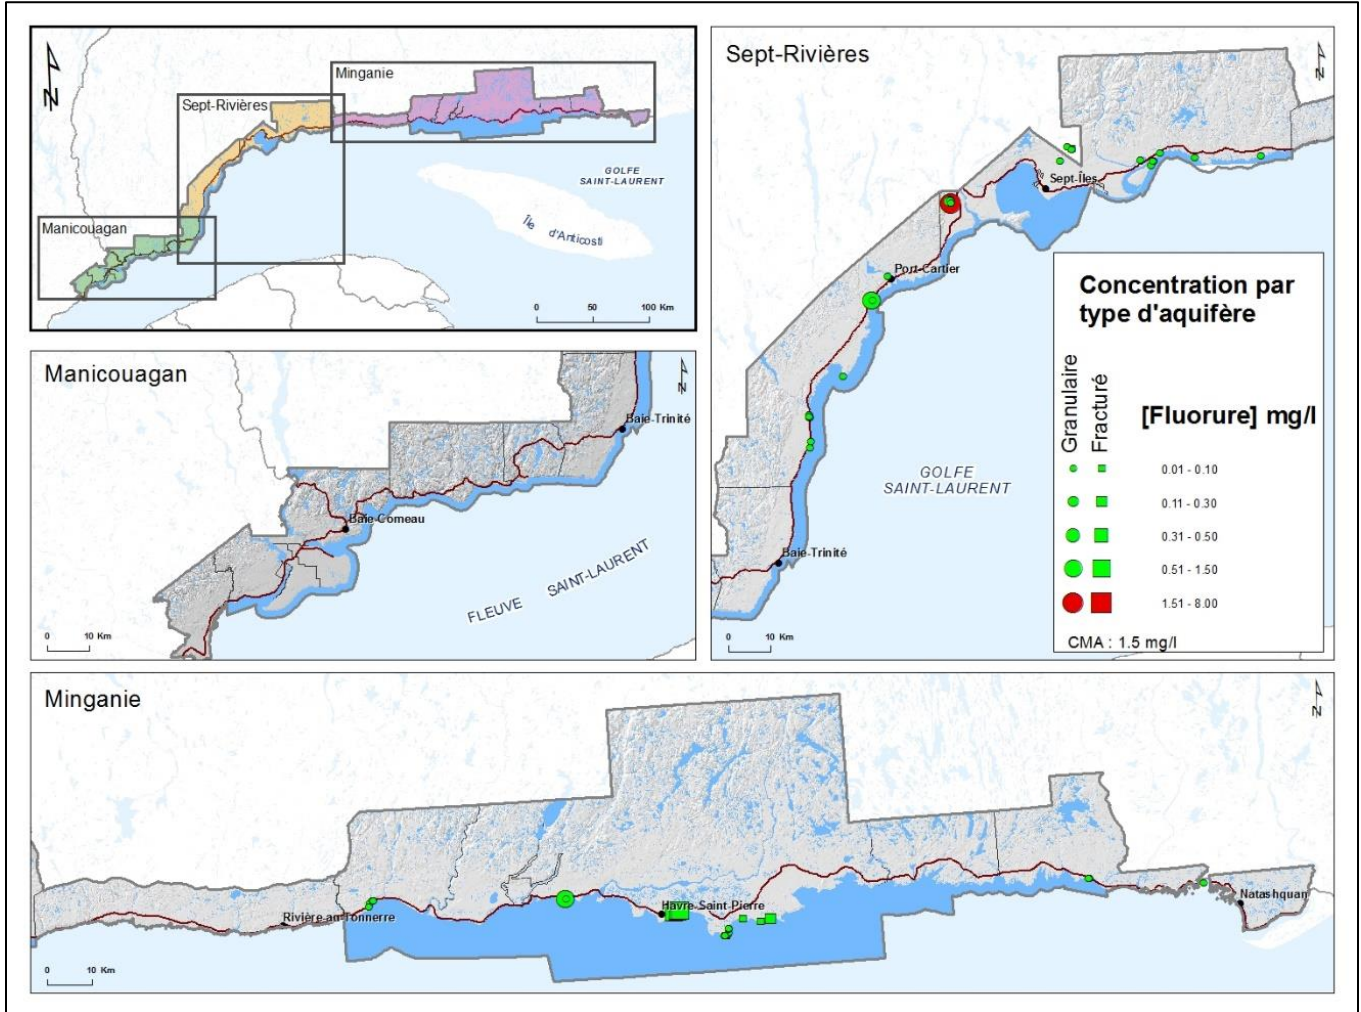 N
Minganie
Sept-Rivières
Manicouagan
GOLFE
SAINT-LAURENT
Île d'Anticosti
0 50 100 Km
Manicouagan
N
Baie-Trinité
Baie-Comeau
FLEUVE SAINT-LAURENT
0 10 Km
Sept-Rivières
N
Sept-Îles
Port-Cartier
GOLFE
SAINT-LAURENT
Baie-Trinité
0 10 Km
Concentration par
type d'aquifère
Granulaire
Fracturé
[Fluorure] mg/l
0.01 - 0.10
0.11 - 0.30
0.31 - 0.50
0.51 - 1.50
1.51 - 8.00
CMA : 1.5 mg/l
Minganie
N
Rivière-au-Tonnerre
Havre-Saint-Pierre
Natashquan
0 10 Km